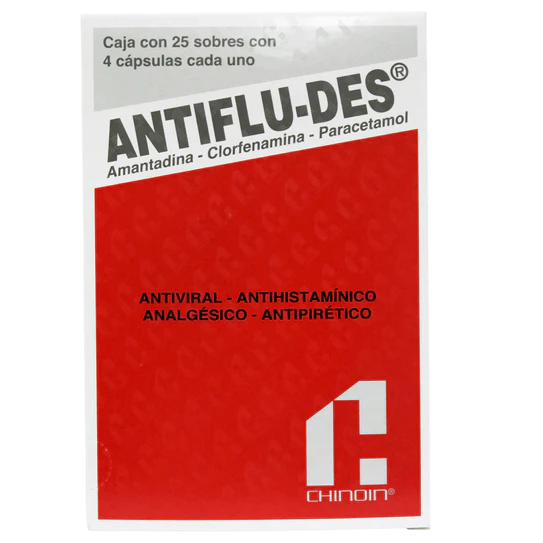 Caja con 25 sobres con
4 cápsulas cada uno
ANTIFLU-DES®
Amantadina - Clorfenamina - Paracetamol
ANTIVIRAL - ANTIHISTAMÍNICO
ANALGÉSICO - ANTIPIRÉTICO
CHINOIN®